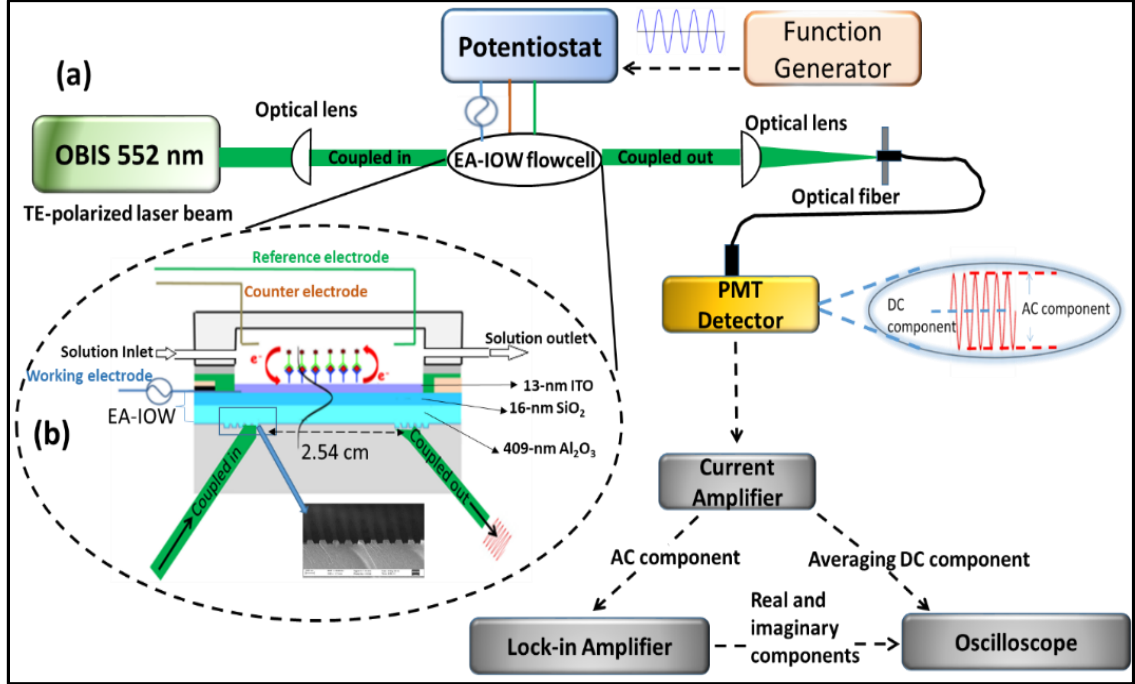 (a)
Potentiostat
Function
Generator
Optical lens
Optical lens
OBIS 552 nm
Coupled in
EA-IOW flowcell
Coupled out
TE-polarized laser beam
Optical fiber
Reference electrode
Counter electrode
PMT
Detector
DC
component
AC
component
Solution Inlet
Solution outlet
e-
e-
Working electrode
13-nm ITO
EA-IOW
16-nm SiO2
(b)
2.54 cm
409-nm Al2O3
Coupled in
Coupled out
Current
Amplifier
AC component
Averaging DC component
Real and
imaginary
components
Lock-in Amplifier
Oscilloscope